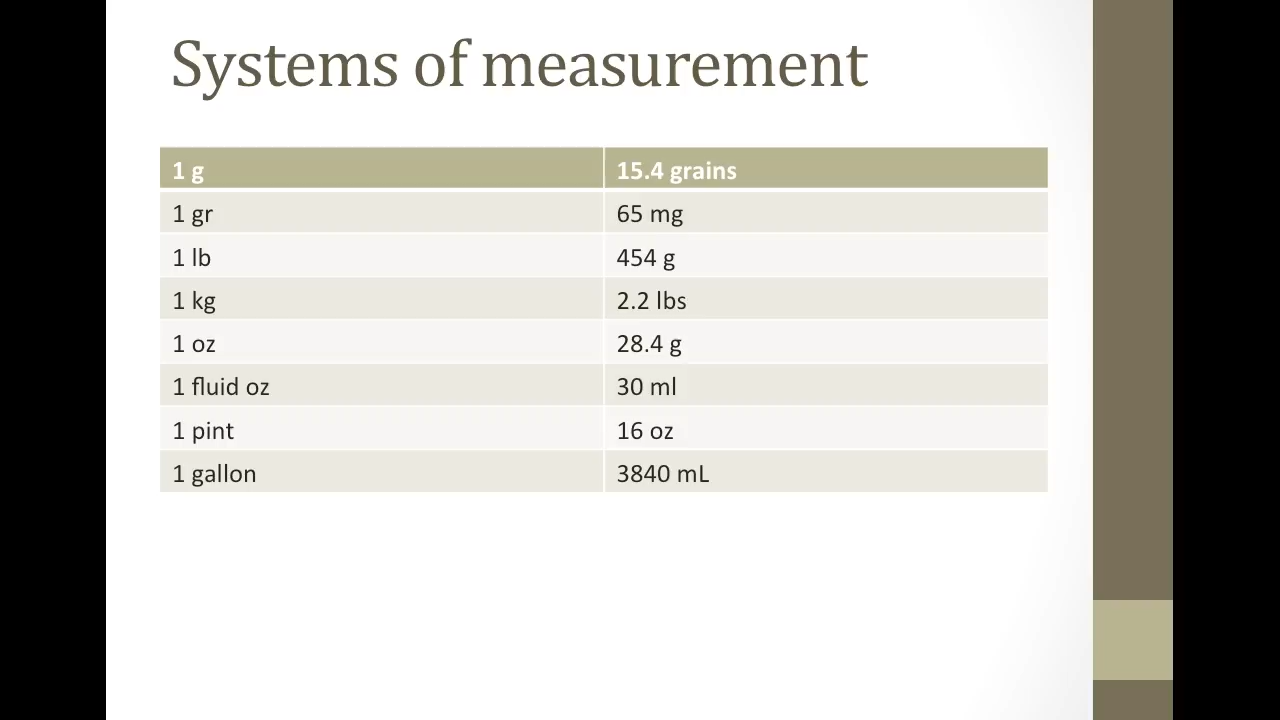 Systems of measurement
1 g 15.4 grains
1 gr 65 mg
1 lb 454 g
1 kg 2.2 lbs
1 oz 28.4 g
1 fluid oz 30 ml
1 pint 16 oz
1 gallon 3840 mL